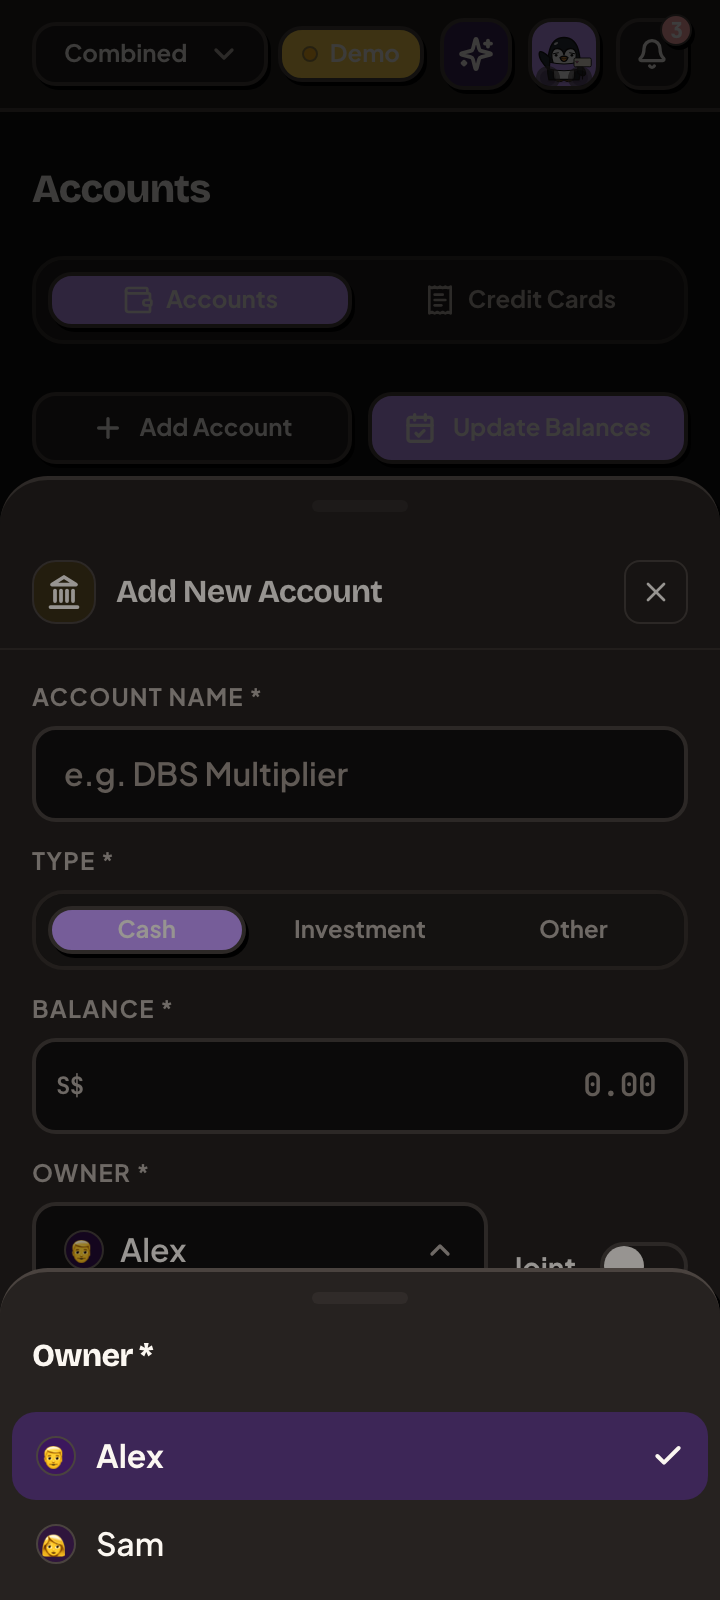 Combined
Demo
3
Accounts
Accounts
Credit Cards
Add Account
Update Balances
Add New Account
ACCOUNT NAME *
e.g. DBS Multiplier
TYPE *
Cash
Investment
Other
BALANCE *
S$
0.00
OWNER *
Alex
Joint
Owner *
Alex
Sam